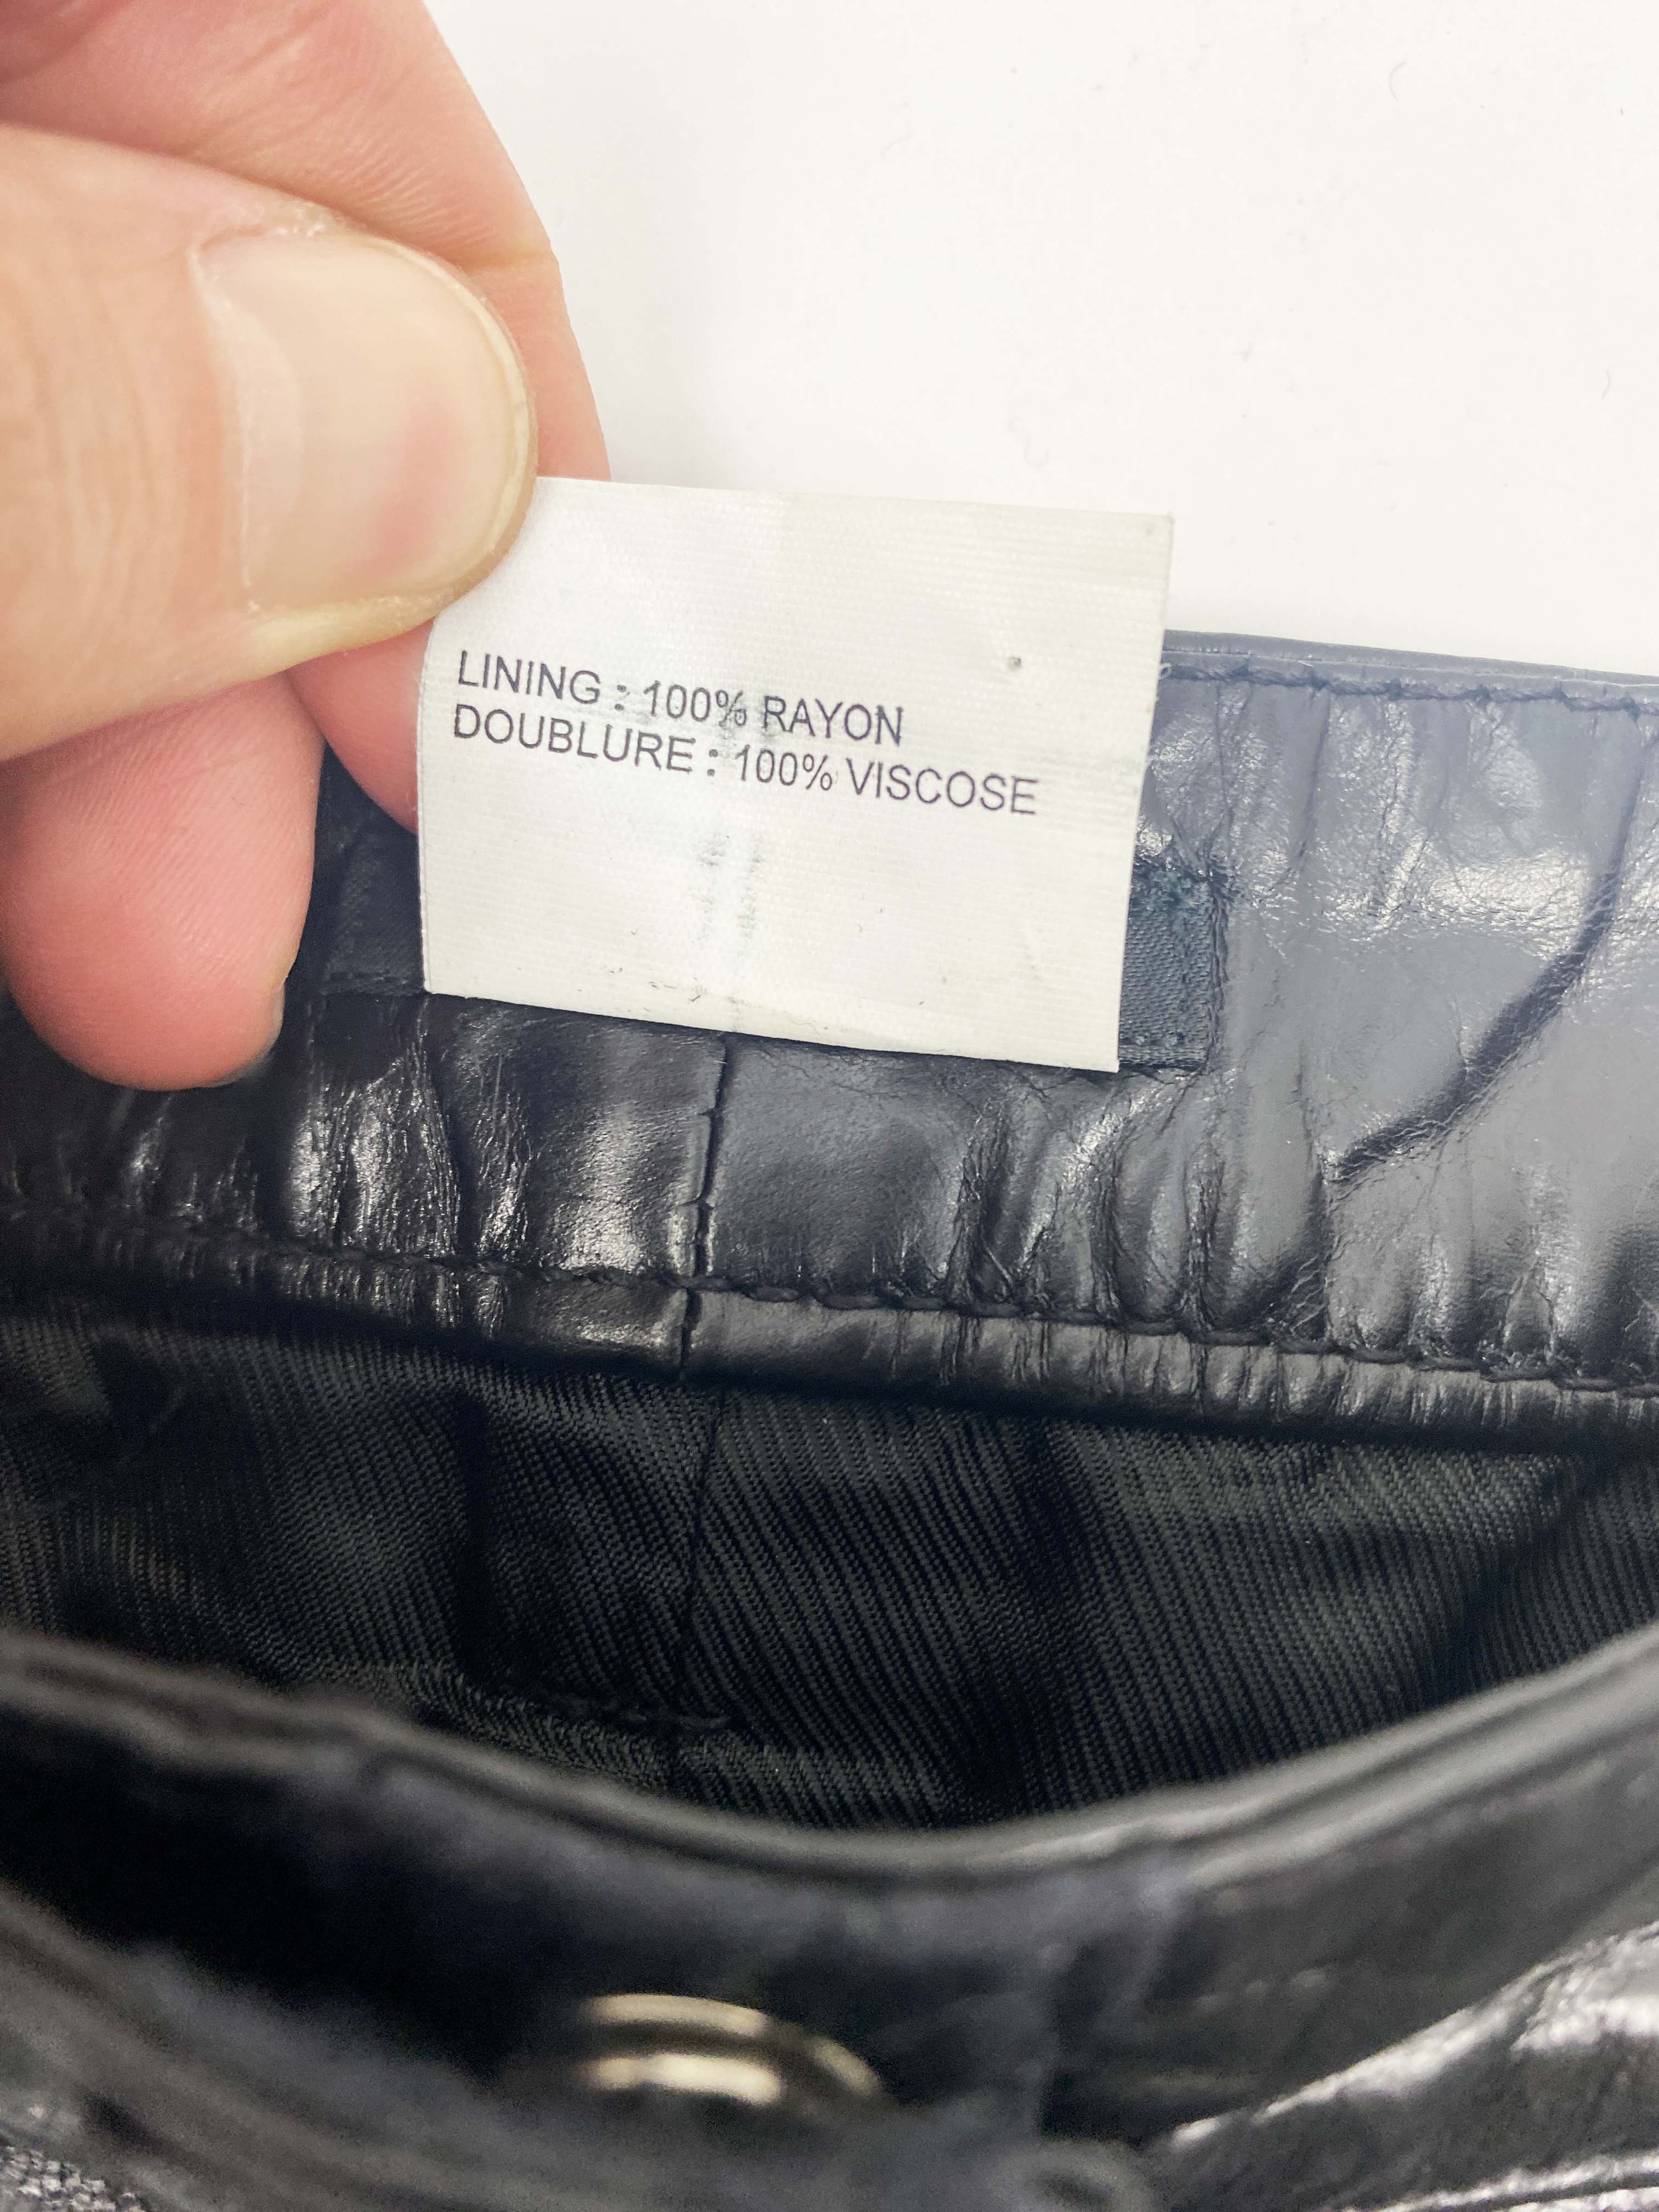 LINING : 100% RAYON
DOUBLURE : 100% VISCOSE